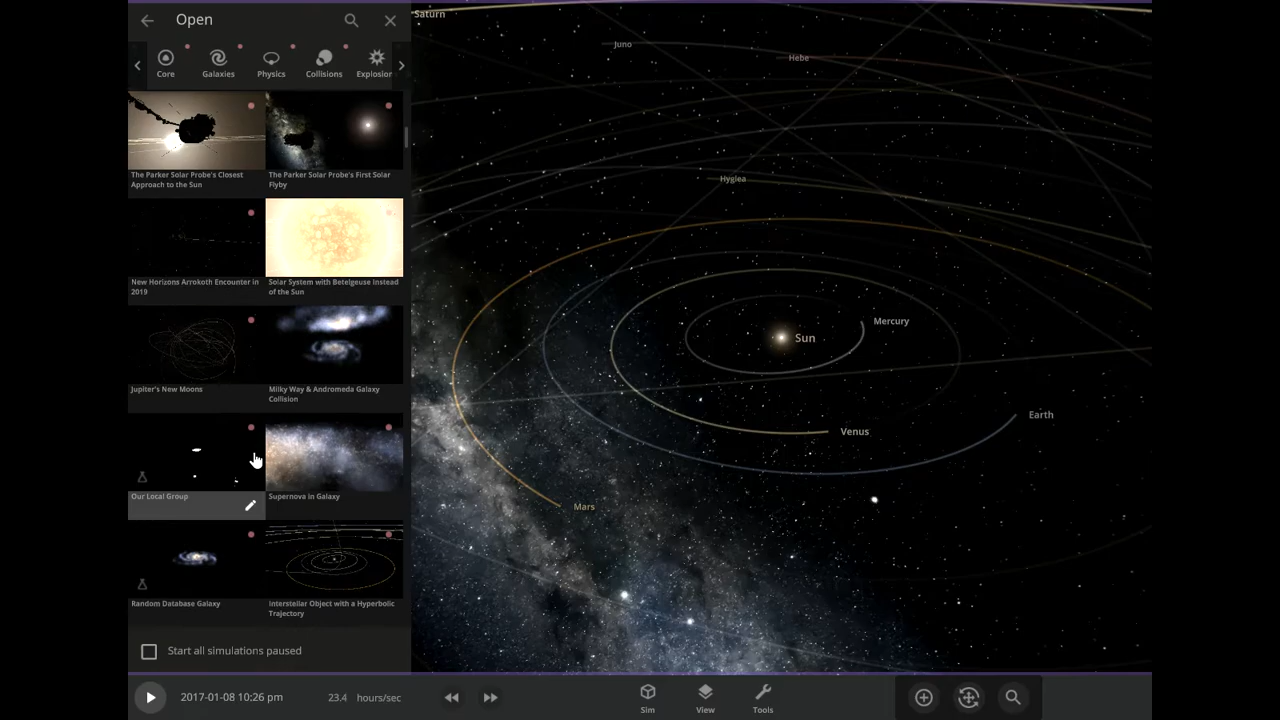 Open
Core
Galaxies
Physics
Collisions
Explosion
The Parker Solar Probe's Closest
Approach to the Sun
The Parker Solar Probe's First Solar
Flyby
New Horizons Arrokoth Encounter in
2019
Solar System with Betelgeuse Instead
of the Sun
Jupiter's New Moons
Milky Way & Andromeda Galaxy
Collision
Our Local Group
Supernova in Galaxy
Random Database Galaxy
Interstellar Object with a Hyperbolic
Trajectory
Start all simulations paused
Saturn
Juno
Hebe
Hygiea
Mercury
Sun
Earth
Venus
Mars
2017-01-08 10:26 pm
23.4 hours/sec
Sim
View
Tools